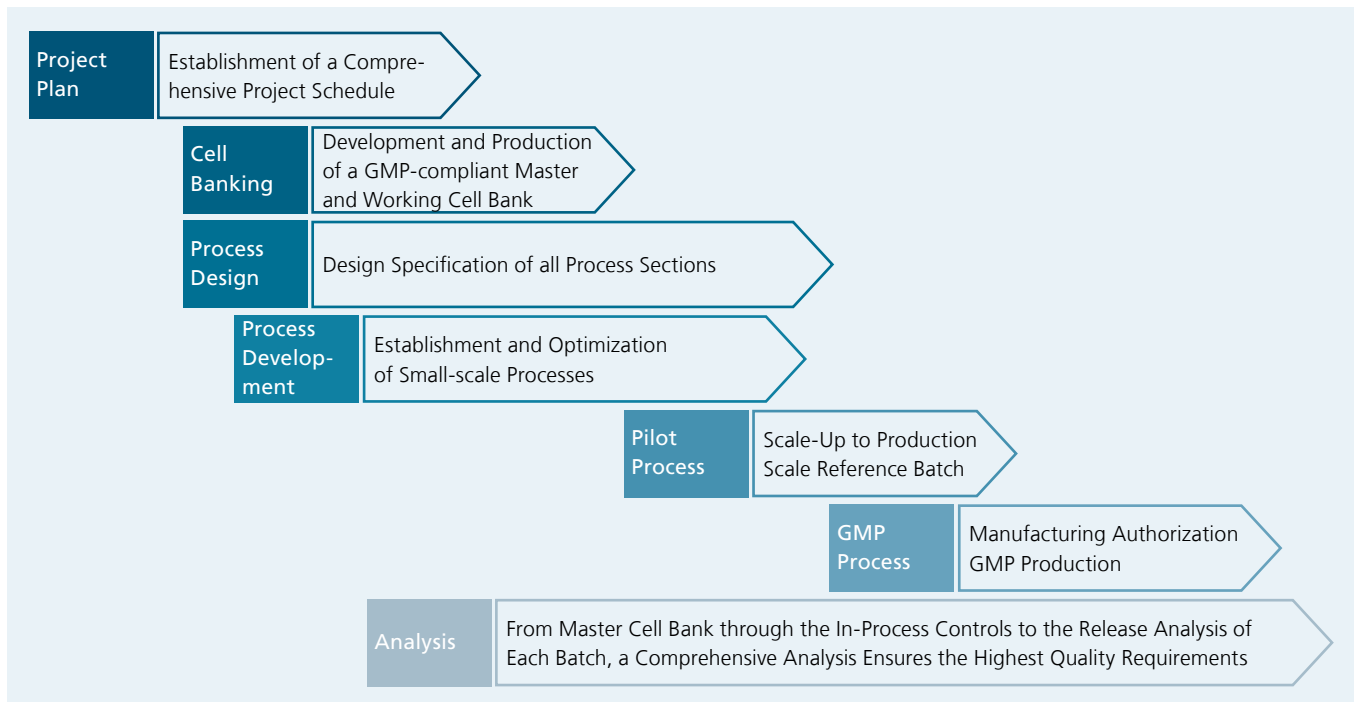 Project
Plan
Establishment of a Compre-
hensive Project Schedule
Cell
Banking
Development and Production
of a GMP-compliant Master
and Working Cell Bank
Process
Design
Design Specification of all Process Sections
Process
Develop-
ment
Establishment and Optimization
of Small-scale Processes
Pilot
Process
Scale-Up to Production
Scale Reference Batch
GMP
Process
Manufacturing Authorization
GMP Production
Analysis
From Master Cell Bank through the In-Process Controls to the Release Analysis of
Each Batch, a Comprehensive Analysis Ensures the Highest Quality Requirements